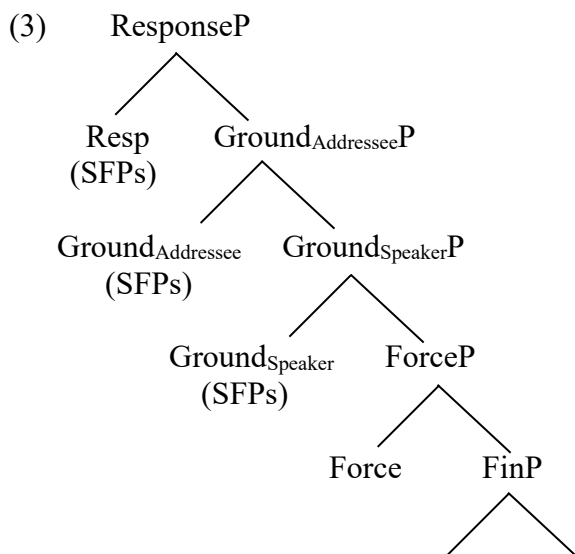 (3) ResponseP
Resp GroundAddresseeP
(SFPs)
GroundAddressee GroundSpeakerP
(SFPs)
GroundSpeaker ForceP
(SFPs)
Force FinP